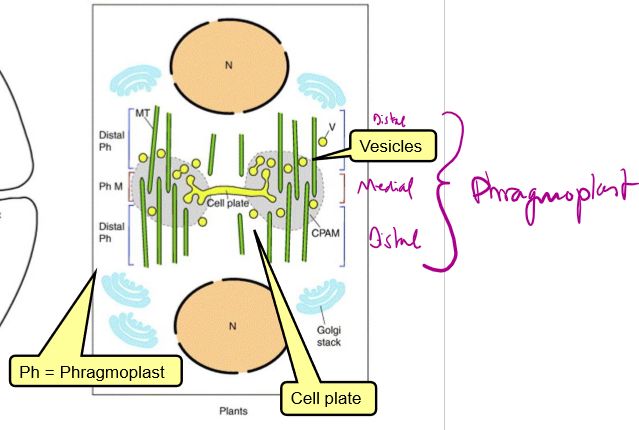 N
MT
V
Distal
Distal
Ph
Vesicles
Ph M
Medial
Phragmoplast
Cell plate
Distal
Ph
CPAM
Distal
N
Golgi
stack
Ph = Phragmoplast
Cell plate
Plants